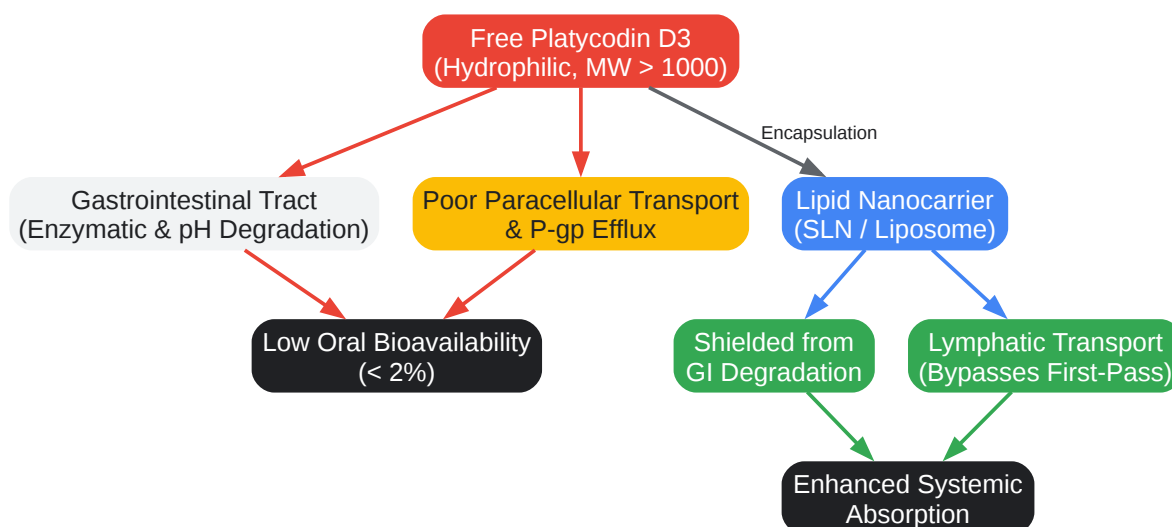 Free Platycodin D3
(Hydrophilic, MW > 1000)
Encapsulation
Gastrointestinal Tract
(Enzymatic & pH Degradation)
Poor Paracellular Transport
& P-gp Efflux
Lipid Nanocarrier
(SLN / Liposome)
Low Oral Bioavailability
(< 2%)
Shielded from
GI Degradation
Lymphatic Transport
(Bypasses First-Pass)
Enhanced Systemic
Absorption